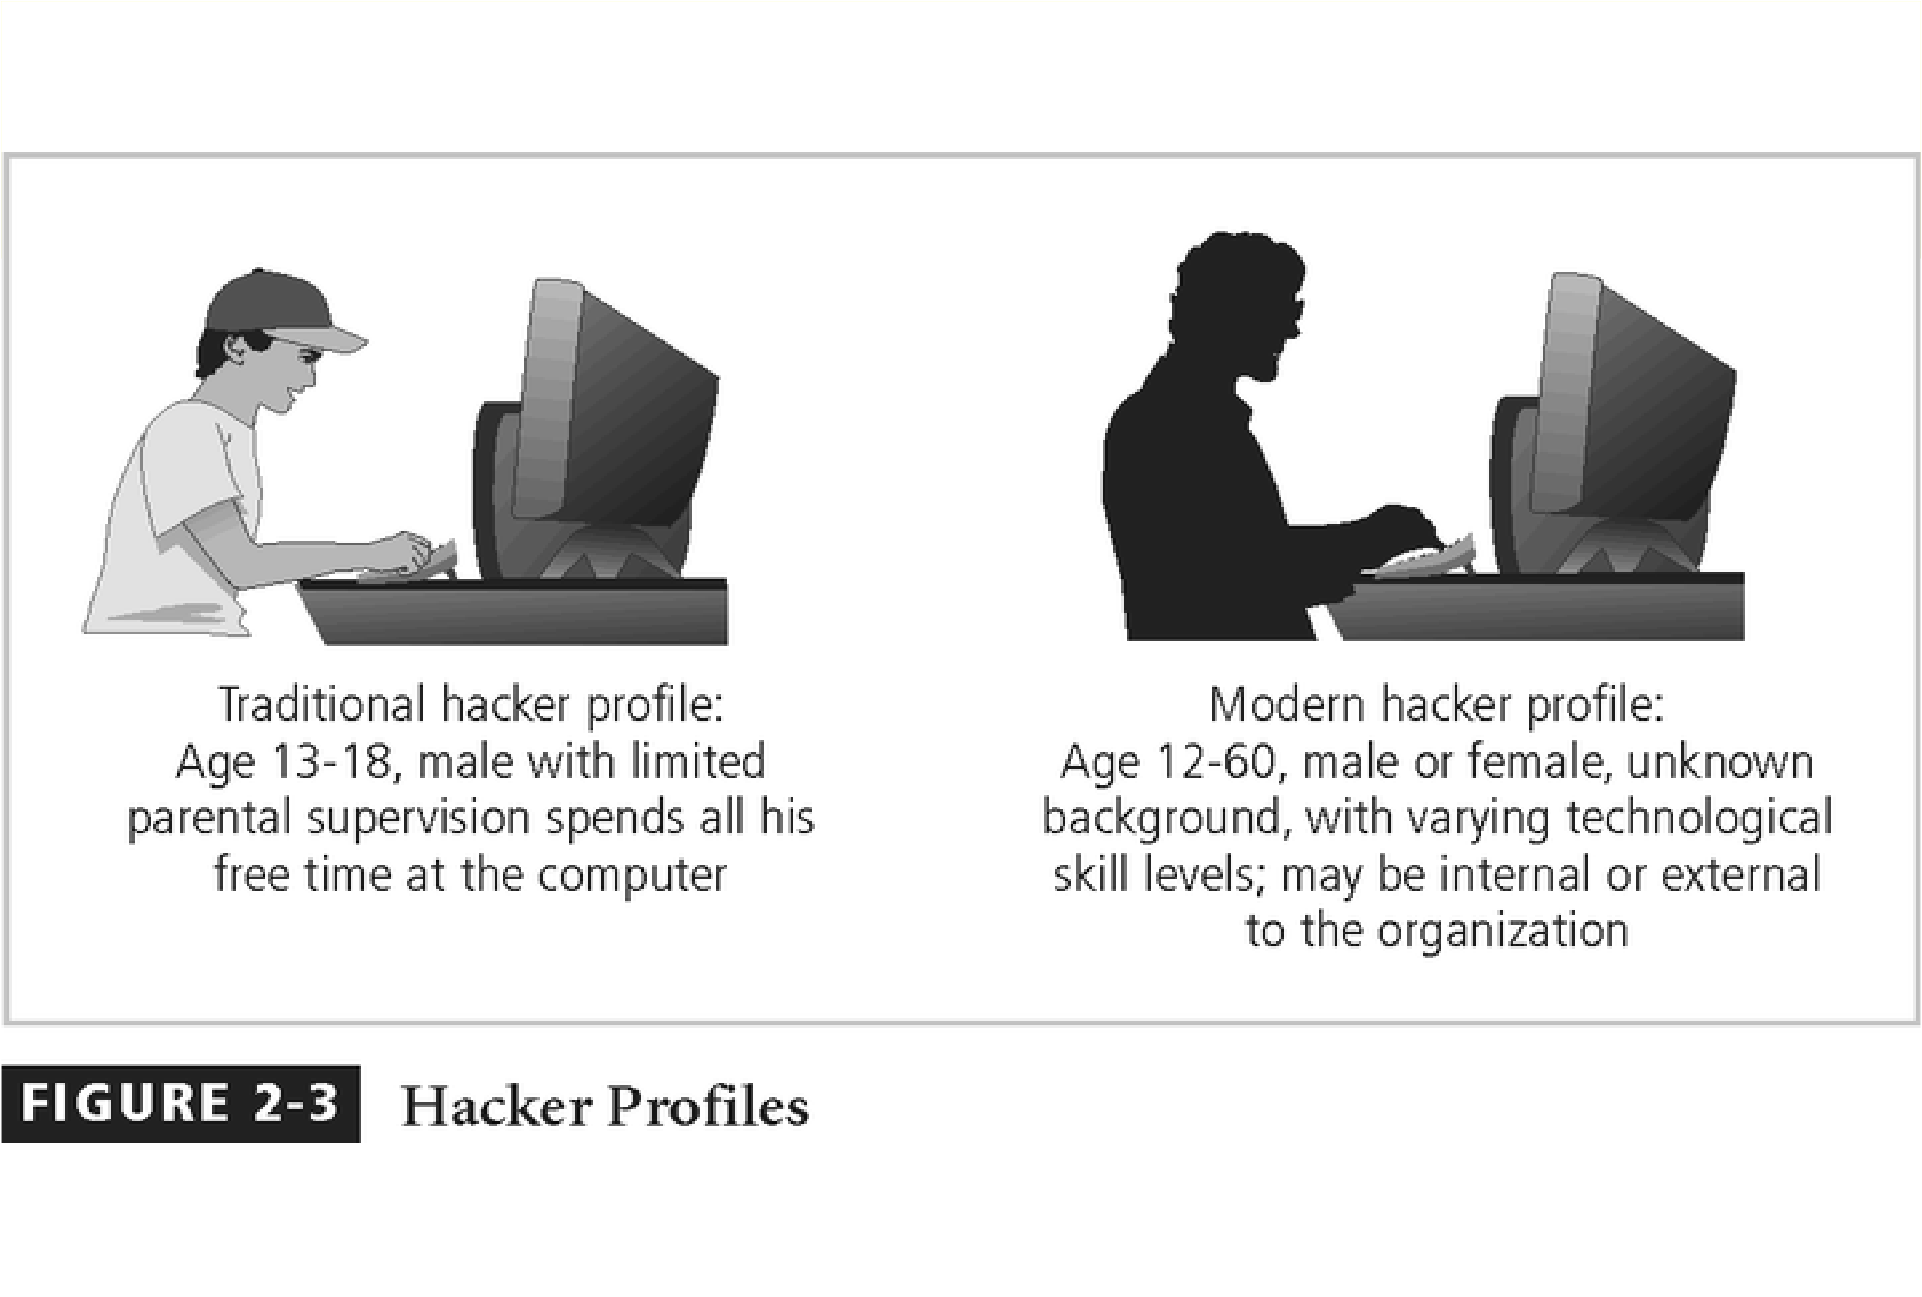 Traditional hacker profile:
Age 13-18, male with limited
parental supervision spends all his
free time at the computer
Modern hacker profile:
Age 12-60, male or female, unknown
background, with varying technological
skill levels; may be internal or external
to the organization
FIGURE 2-3 Hacker Profiles